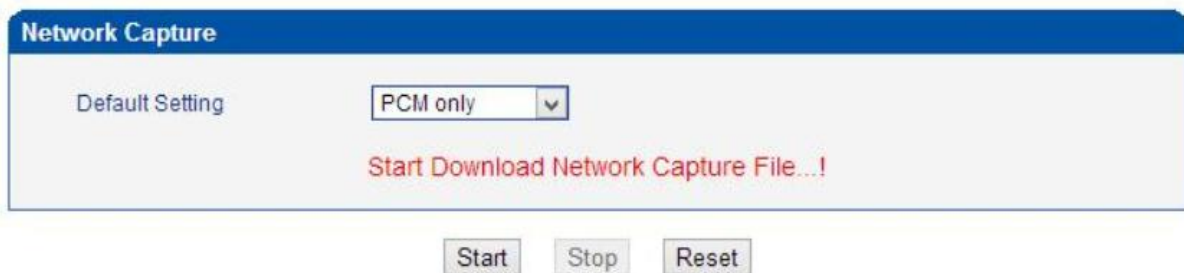 Network Capture
Default Setting PCM only
Start Download Network Capture File...!
Start Stop Reset